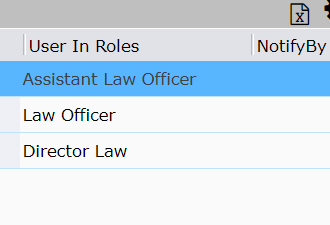 User In Roles NotifyBy
Assistant Law Officer
Law Officer
Director Law